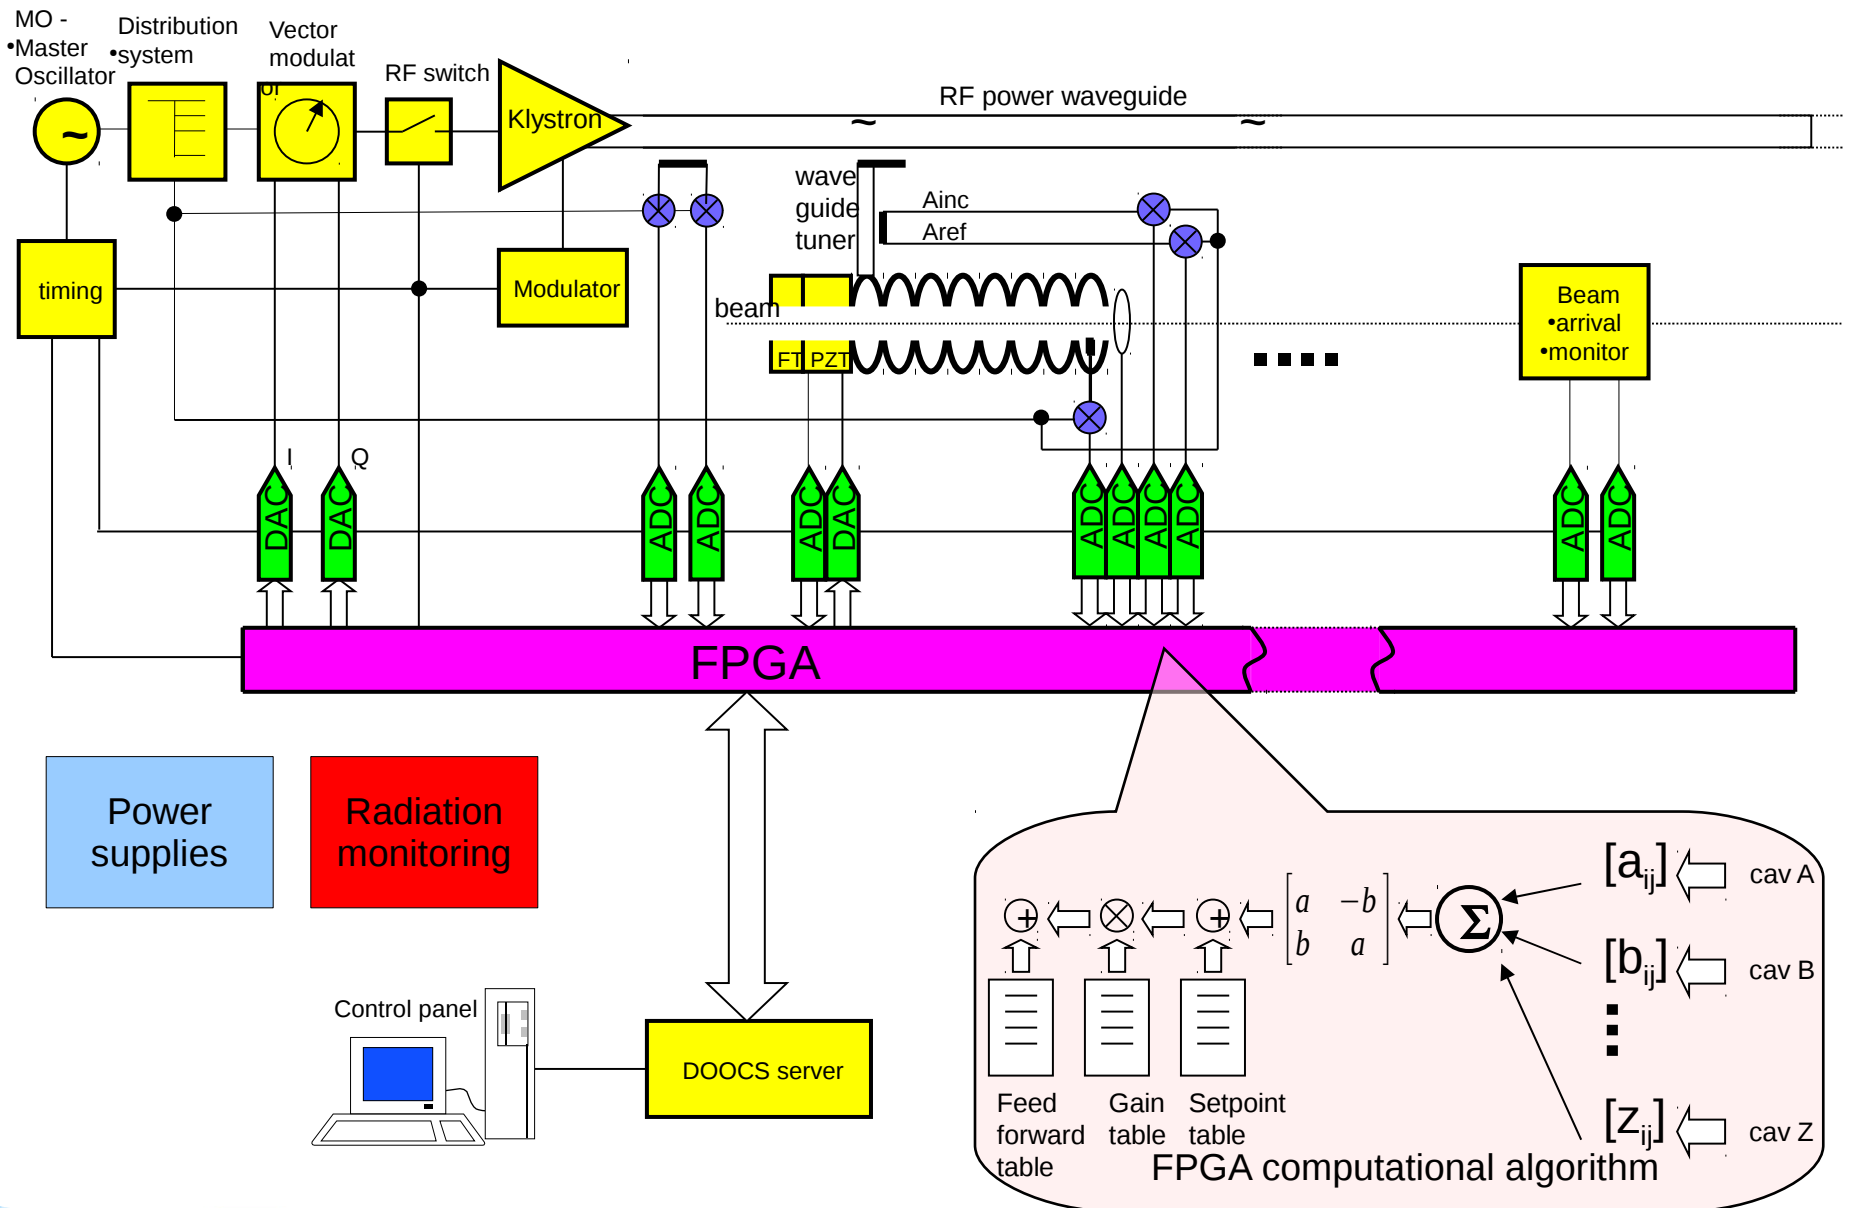 MO -
•Master
Oscillator
Distribution
•system
Vector
modulat
or
RF switch
Klystron
RF power waveguide
~
~
~
wave
guide
tuner
Ainc
Aref
timing
Modulator
beam
FT PZT
Beam
•arrival
•monitor
I
Q
DAC
DAC
ADC
ADC
ADC
DAC
ADC
ADC
ADC
ADC
ADC
ADC
FPGA
Power
supplies
Radiation
monitoring
Control panel
DOOCS server
[aij]
cav A
+
+
a −b
b a
Σ
[bij]
cav B
[zij]
cav Z
Feed
forward
table
Gain
table
Setpoint
table
FPGA computational algorithm